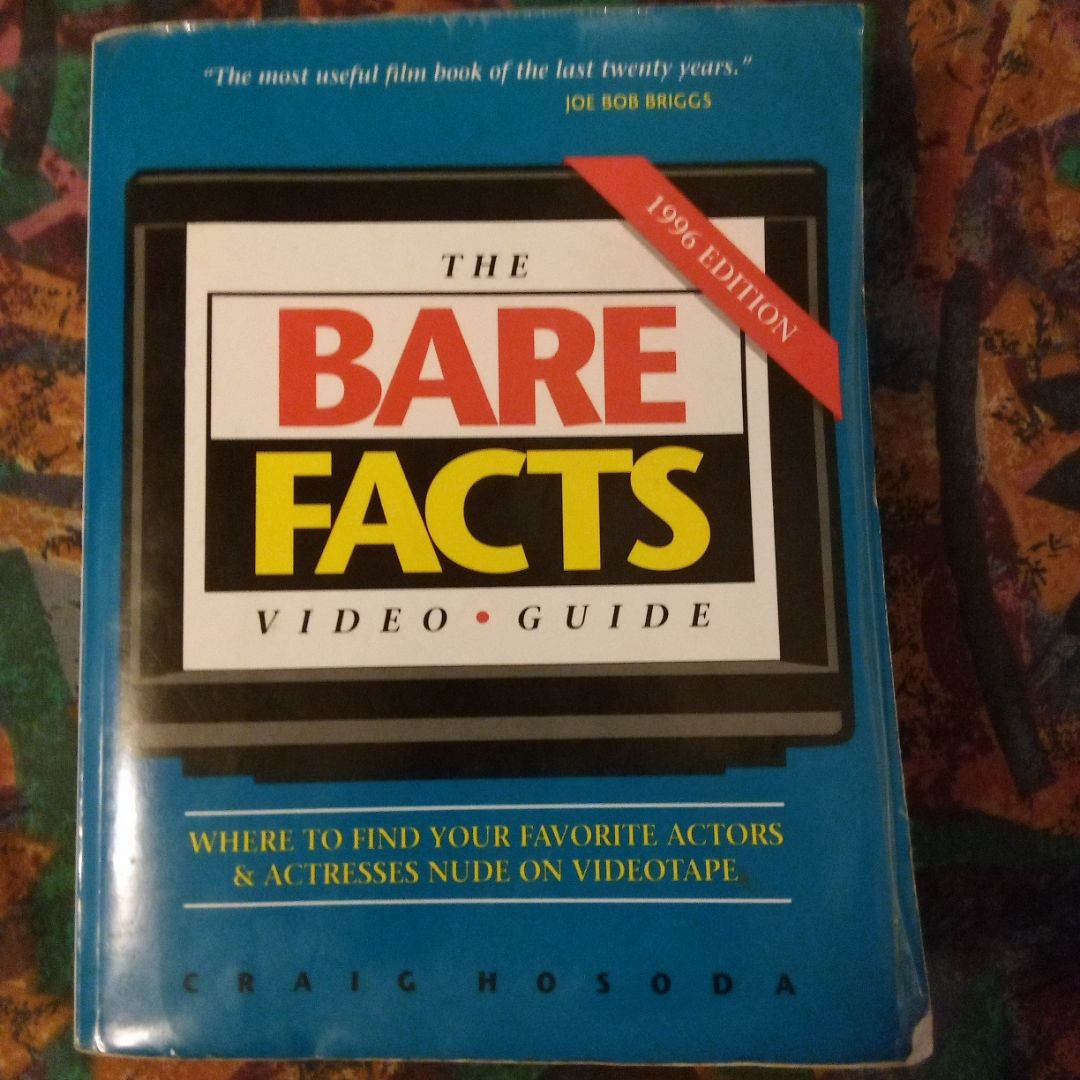 "The most useful film book of the last twenty years."
JOE BOB BRIGGS
1996 EDITION
THE
BARE
FACTS
VIDEO • GUIDE
WHERE TO FIND YOUR FAVORITE ACTORS
& ACTRESSES NUDE ON VIDEOTAPE
CRAIG HOSODA